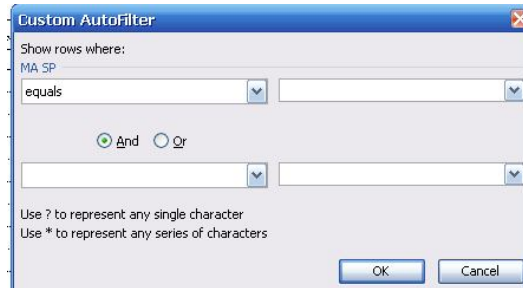 Custom AutoFilter
Show rows where:
MA SP
equals
And Or
Use ? to represent any single character
Use * to represent any series of characters
OK Cancel